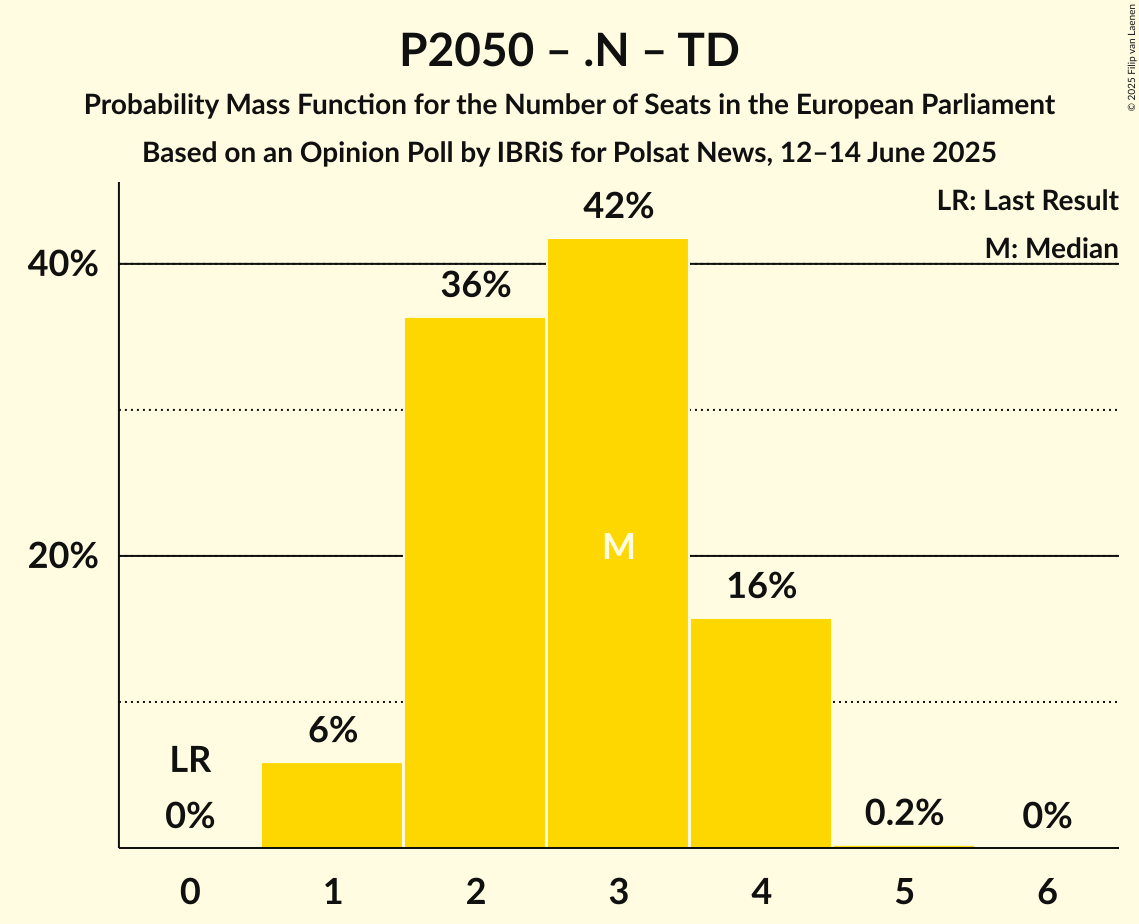 P2050 – .N – TD
Probability Mass Function for the Number of Seats in the European Parliament
Based on an Opinion Poll by IBRiS for Polsat News, 12–14 June 2025
© 2025 Filip van Laenen
LR: Last Result
M: Median
42%
40%
36%
M
20%
16%
6%
LR
0%
0.2%
0%
0 1 2 3 4 5 6